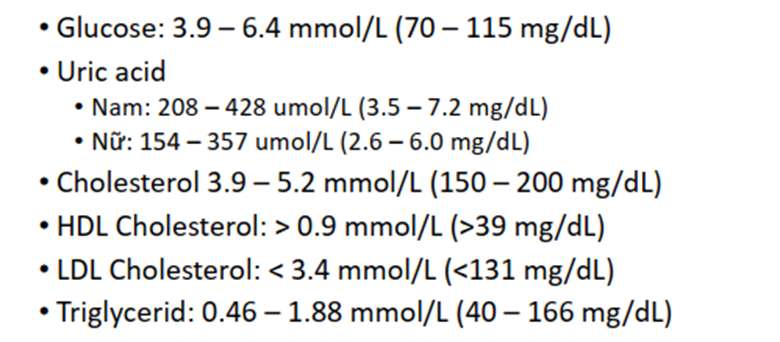 • Glucose: 3.9 – 6.4 mmol/L (70 – 115 mg/dL)
• Uric acid
• Nam: 208 – 428 umol/L (3.5 – 7.2 mg/dL)
• Nữ: 154 – 357 umol/L (2.6 – 6.0 mg/dL)
• Cholesterol 3.9 – 5.2 mmol/L (150 – 200 mg/dL)
• HDL Cholesterol: > 0.9 mmol/L (>39 mg/dL)
• LDL Cholesterol: < 3.4 mmol/L (<131 mg/dL)
• Triglycerid: 0.46 – 1.88 mmol/L (40 – 166 mg/dL)